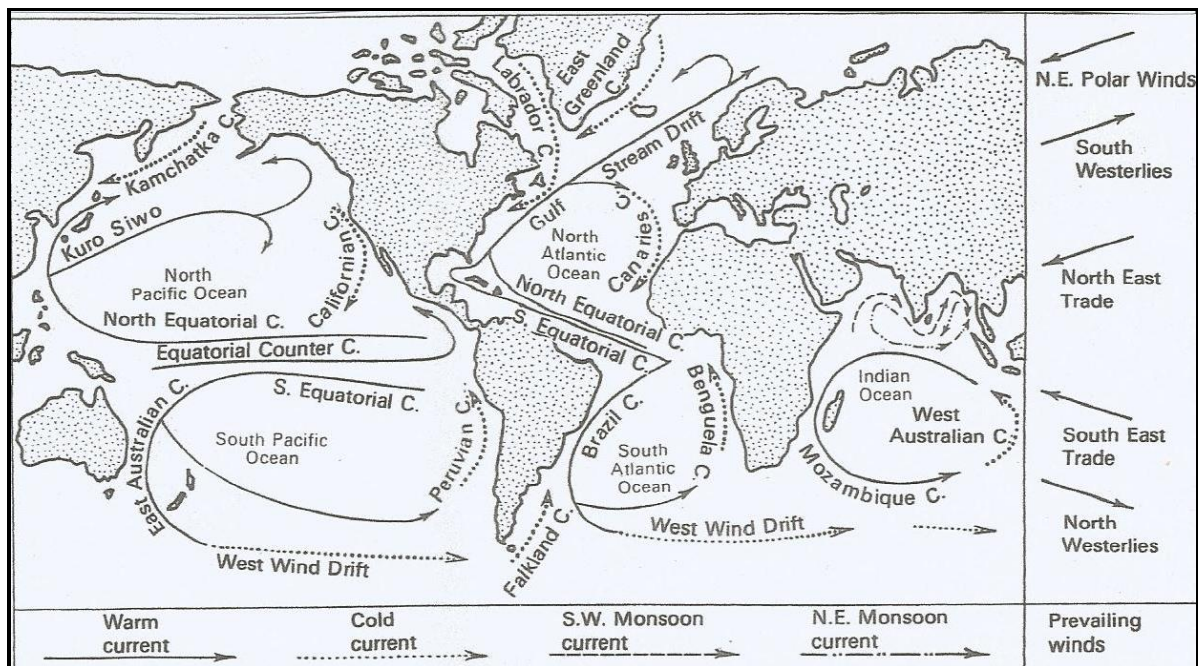 Labrador C.
East
Greenland
C.
Kamchatka C.
Kuro Siwo
North
Pacific Ocean
Californian C.
North Equatorial C.
Equatorial Counter C.
Gulf
Stream Drift
North
Atlantic
Ocean
Canaries C.
North Equatorial C.
S. Equatorial C.
S. Equatorial C.
East Australian C.
South Pacific
Ocean
Peruvian C.
West Wind Drift
Brazil C.
South
Atlantic
Ocean
Benguela C.
Falkland C.
West Wind Drift
Indian
Ocean
West
Australian C.
Mozambique C.
N.E. Polar Winds
South
Westerlies
North East
Trade
South East
Trade
North
Westerlies
Warm
current
Cold
current
S.W. Monsoon
current
N.E. Monsoon
current
Prevailing
winds